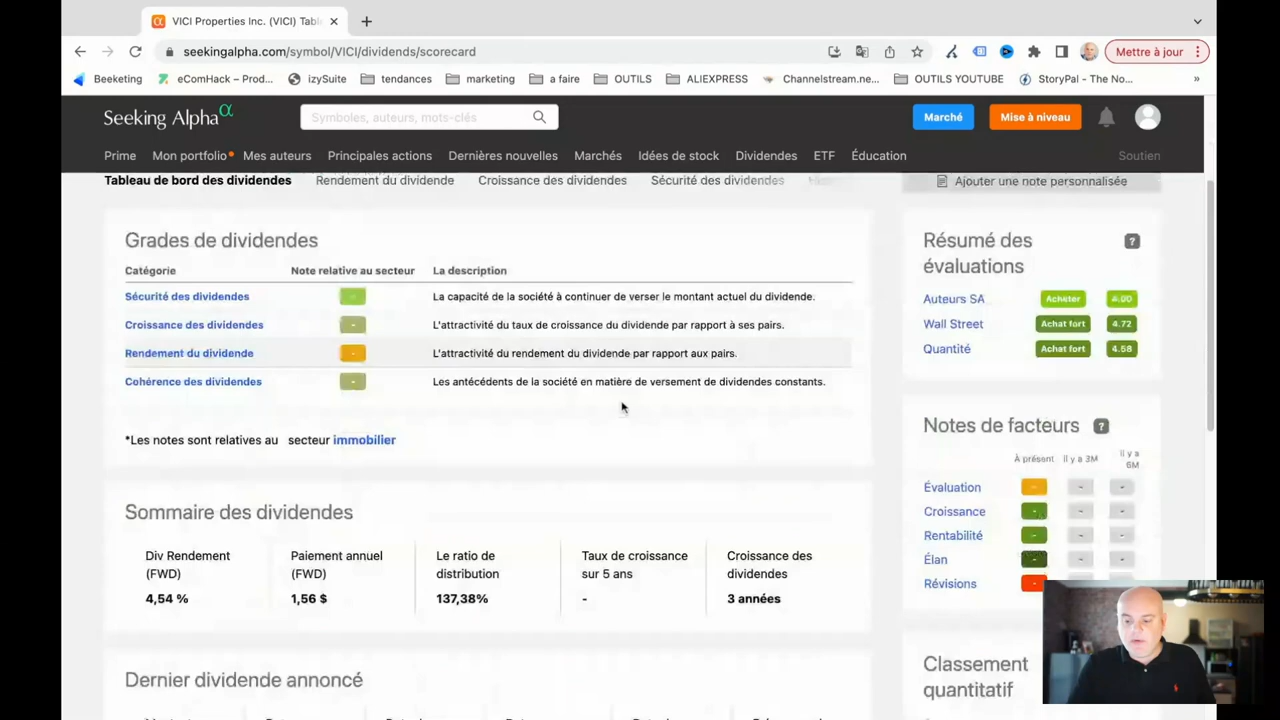 VICI Properties Inc. (VICI) Tabl
seekingalpha.com/symbol/VICI/dividends/scorecard
Mettre à jour
Beeketing
eComHack – Prod...
izySuite
tendances
marketing
a faire
OUTILS
ALIEXPRESS
Channelstream.ne...
OUTILS YOUTUBE
StoryPal - The No...
»
Seeking Alpha α
Symboles, auteurs, mots-clés
Marché
Mise à niveau
Prime
Mon portfolio
Mes auteurs
Principales actions
Dernières nouvelles
Marchés
Idées de stock
Dividendes
ETF
Éducation
Soutien
Tableau de bord des dividendes
Rendement du dividende
Croissance des dividendes
Sécurité des dividendes
Ajouter une note personnalisée
Grades de dividendes
Catégorie Note relative au secteur La description
Sécurité des dividendes - La capacité de la société à continuer de verser le montant actuel du dividende.
Croissance des dividendes - L'attractivité du taux de croissance du dividende par rapport à ses pairs.
Rendement du dividende - L'attractivité du rendement du dividende par rapport aux pairs.
Cohérence des dividendes - Les antécédents de la société en matière de versement de dividendes constants.
*Les notes sont relatives au secteur immobilier
Sommaire des dividendes
Div Rendement
(FWD)
4,54 %
Paiement annuel
(FWD)
1,56 $
Le ratio de
distribution
137,38%
Taux de croissance
sur 5 ans
-
Croissance des
dividendes
3 années
Dernier dividende annoncé
Résumé des
évaluations
?
Auteurs SA Acheter 4.00
Wall Street Achat fort 4.72
Quantité Achat fort 4.58
Notes de facteurs ?
À présent Il y a 3M Il y a
6M
Évaluation - - -
Croissance - - -
Rentabilité - - -
Élan - - -
Révisions - - -
Classement
quantitatif